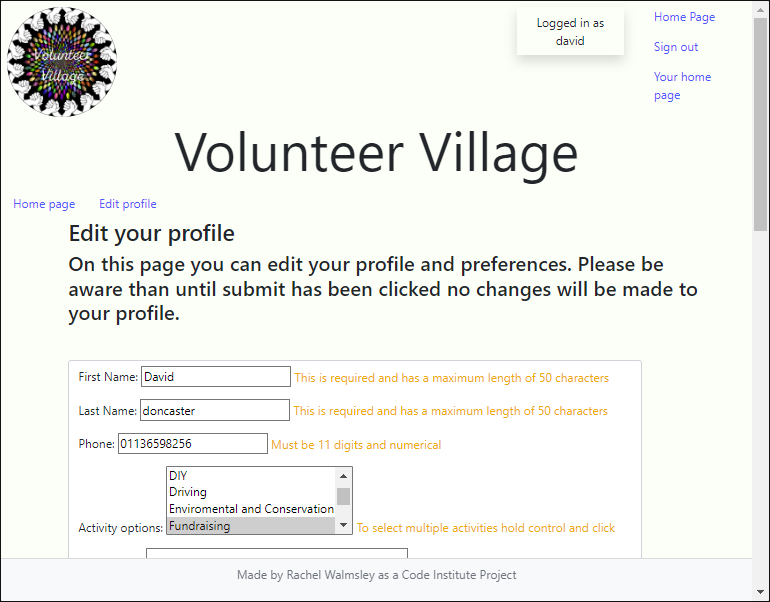 Volunteer
Village
Logged in as
david
Home Page
Sign out
Your home
page
Volunteer Village
Home page Edit profile
Edit your profile
On this page you can edit your profile and preferences. Please be
aware than until submit has been clicked no changes will be made to
your profile.
First Name: David This is required and has a maximum length of 50 characters
Last Name: doncaster This is required and has a maximum length of 50 characters
Phone: 01136598256 Must be 11 digits and numerical
DIY
Driving
Enviromental and Conservation
Fundraising
Activity options: To select multiple activities hold control and click
Made by Rachel Walmsley as a Code Institute Project